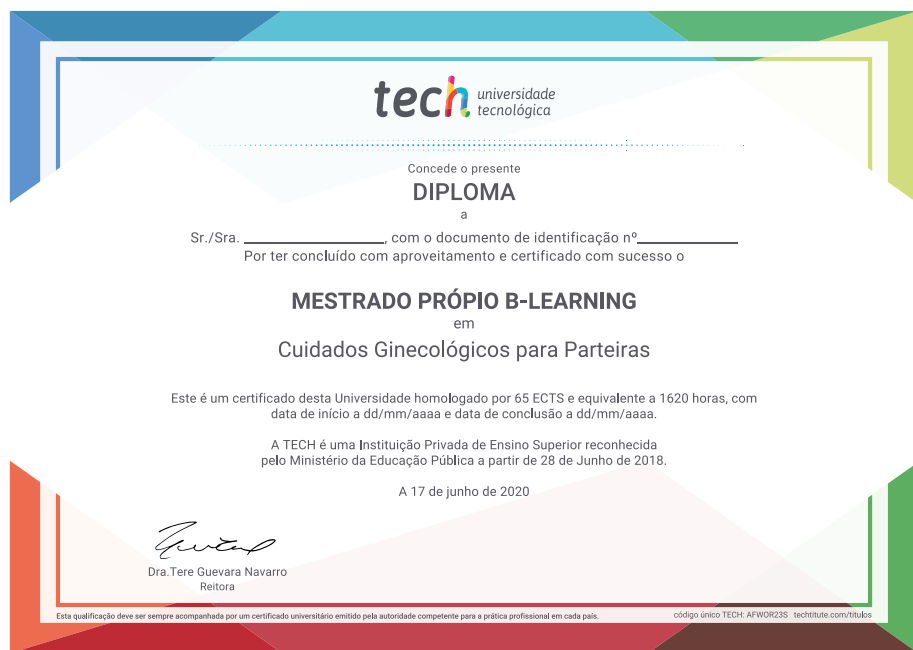 tech universidade
tecnológica
Concede o presente
DIPLOMA
a
Sr./Sra. ____________________, com o documento de identificação nº______________
Por ter concluído com aproveitamento e certificado com sucesso o
MESTRADO PRÓPIO B-LEARNING
em
Cuidados Ginecológicos para Parteiras
Este é um certificado desta Universidade homologado por 65 ECTS e equivalente a 1620 horas, com
data de início a dd/mm/aaaa e data de conclusão a dd/mm/aaaa.
A TECH é uma Instituição Privada de Ensino Superior reconhecida
pelo Ministério da Educação Pública a partir de 28 de Junho de 2018.
A 17 de junho de 2020
Dra.Tere Guevara Navarro
Reitora
Esta qualificação deve ser sempre acompanhada por um certificado universitário emitido pela autoridade competente para a prática profissional em cada país.
código único TECH: AFWOR23S techtitute.com/titulos